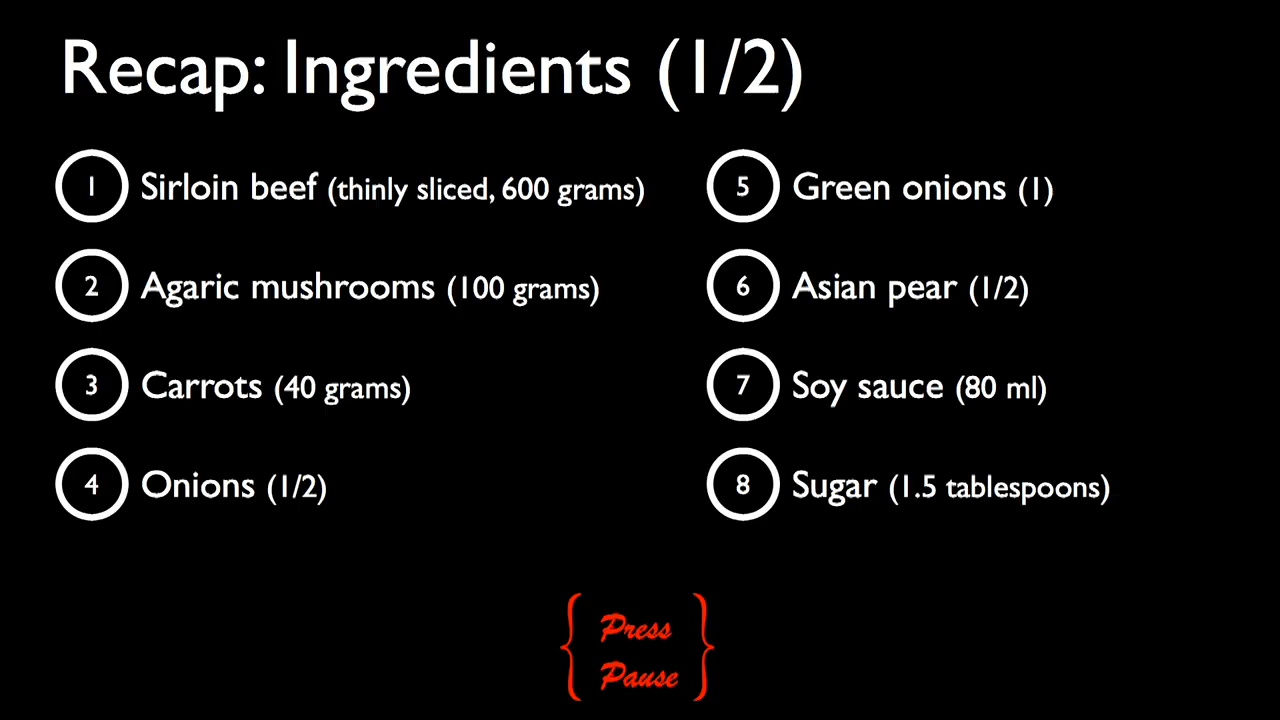 Recap: Ingredients (1/2)
1 Sirloin beef (thinly sliced, 600 grams)
2 Agaric mushrooms (100 grams)
3 Carrots (40 grams)
4 Onions (1/2)
5 Green onions (1)
6 Asian pear (1/2)
7 Soy sauce (80 ml)
8 Sugar (1.5 tablespoons)
Press
Pause